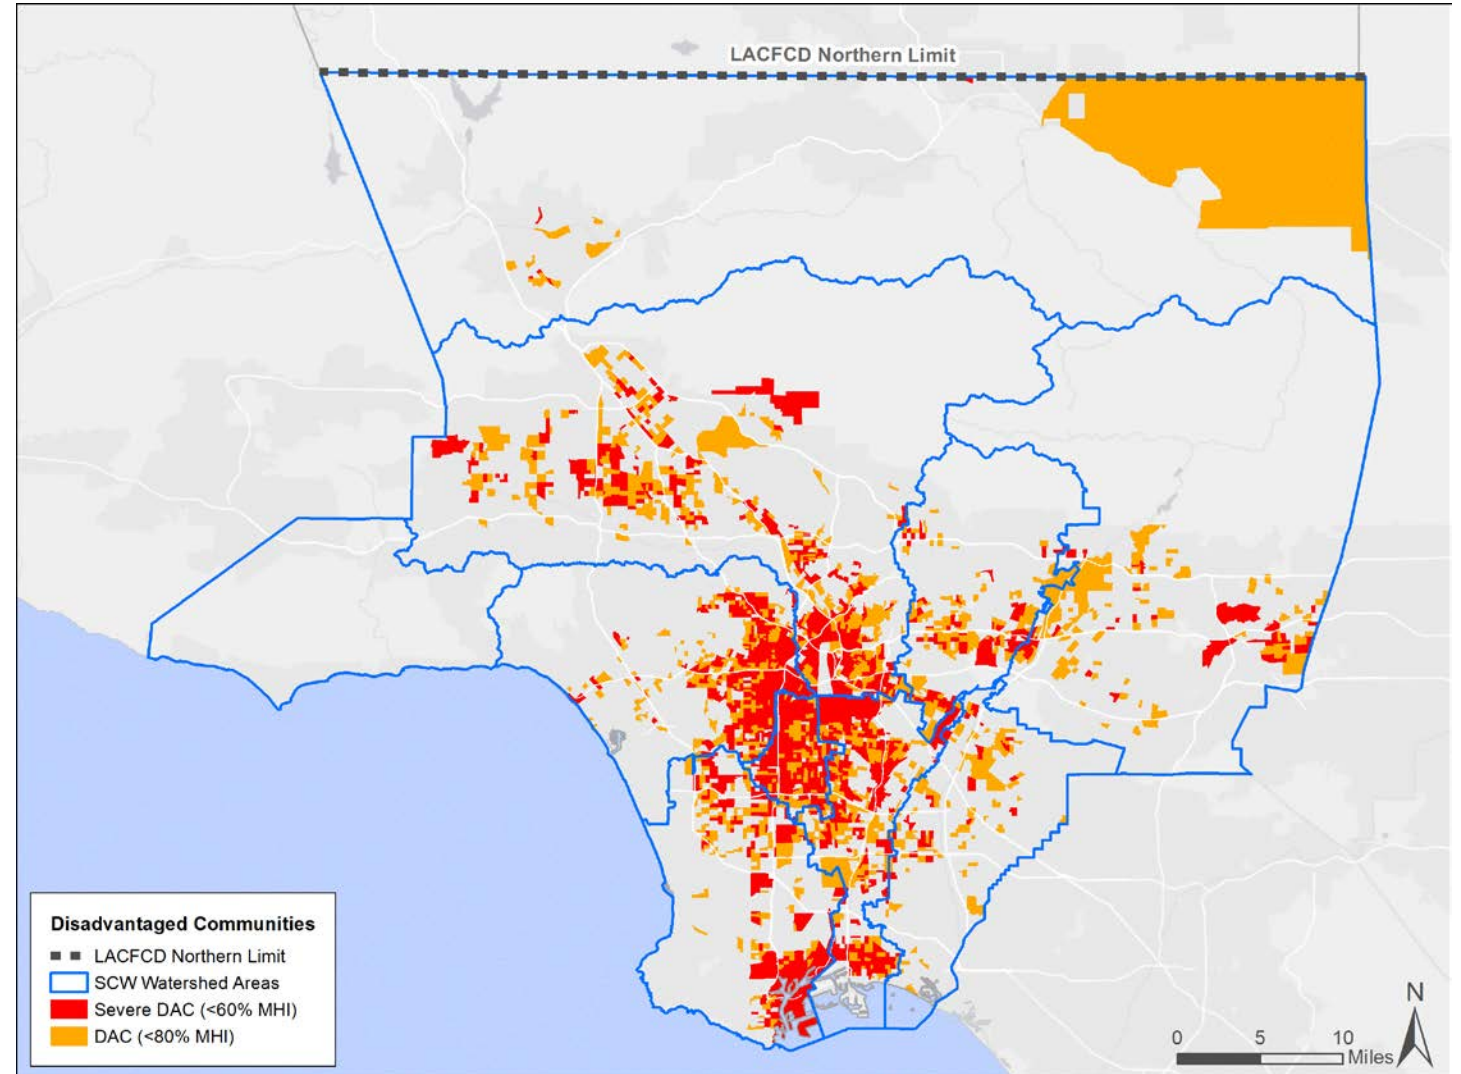 LACFCD Northern Limit
Disadvantaged Communities
LACFCD Northern Limit
SCW Watershed Areas
Severe DAC (<60% MHI)
DAC (<80% MHI)
N
0 5 10
Miles